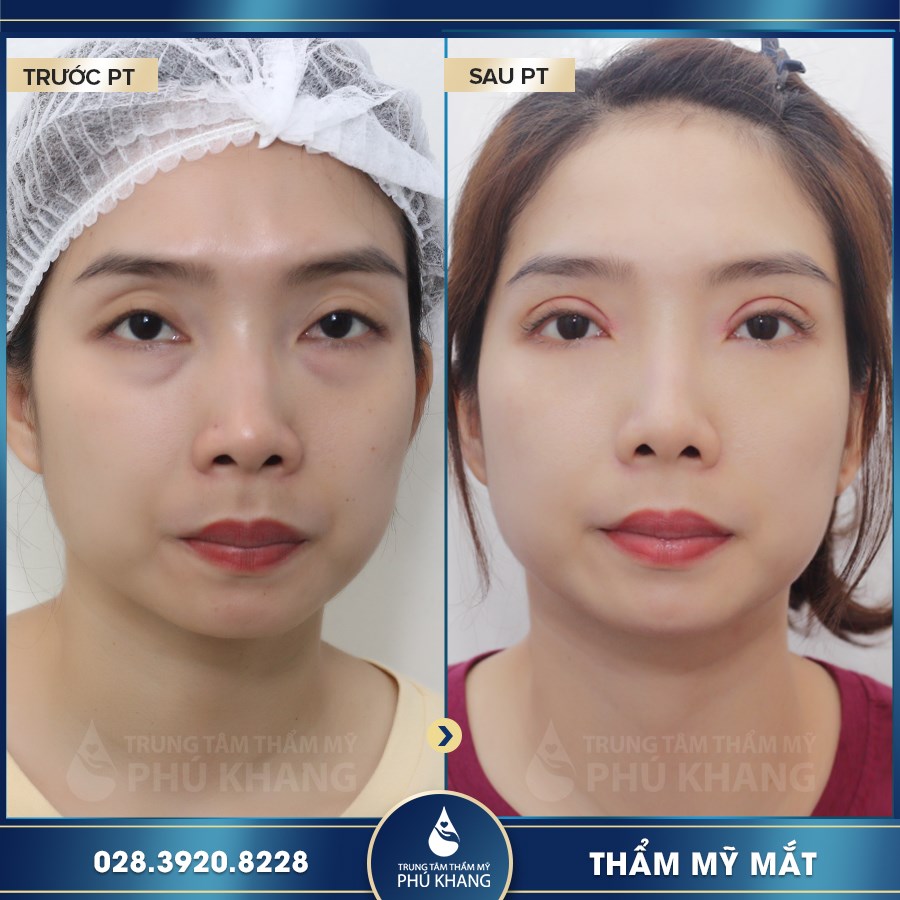 TRƯỚC PT
SAU PT
TRUNG TÂM THẨM MỸ
PHÚ KHANG
TRUNG TÂM THẨM MỸ
PHÚ KHANG
028.3920.8228
TRUNG TÂM THẨM MỸ
PHÚ KHANG
THẨM MỸ MẮT